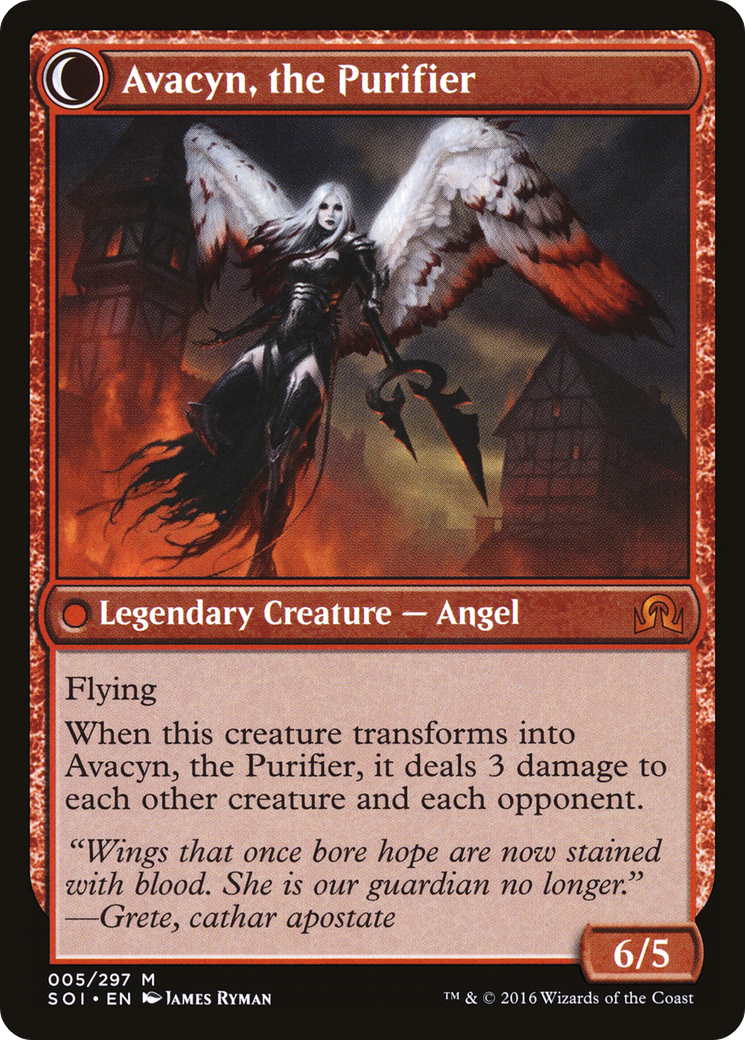 Avacyn, the Purifier
Legendary Creature — Angel
Flying
When this creature transforms into
Avacyn, the Purifier, it deals 3 damage to
each other creature and each opponent.
“Wings that once bore hope are now stained
with blood. She is our guardian no longer.”
—Grete, cathar apostate
6/5
005/297 M
SOI • EN James Ryman
™ & © 2016 Wizards of the Coast